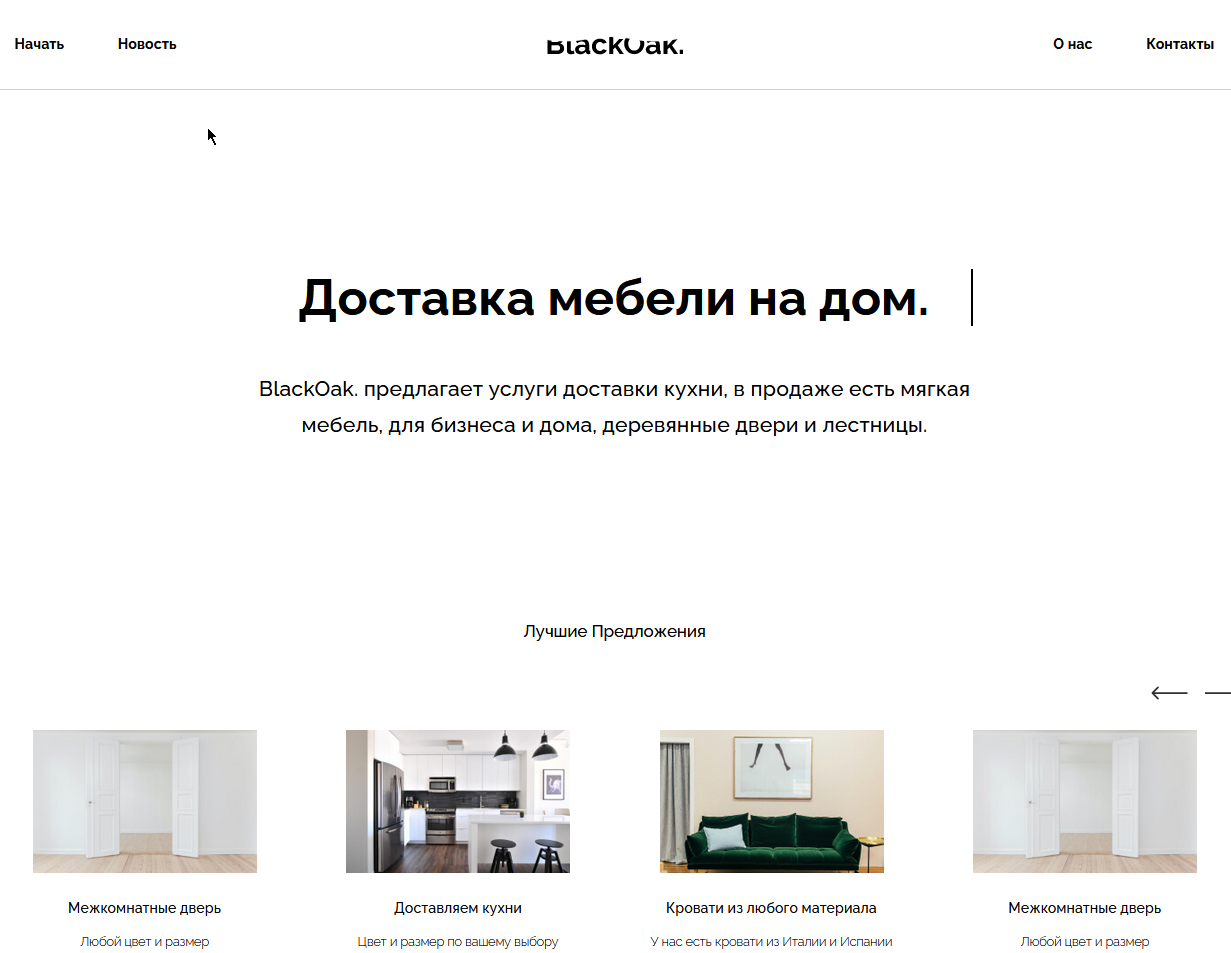 Начать Новость BlackOak. О нас Контакты
Доставка мебели на дом.
BlackOak. предлагает услуги доставки кухни, в продаже есть мягкая
мебель, для бизнеса и дома, деревянные двери и лестницы.
Лучшие Предложения
Межкомнатные дверь Доставляем кухни Кровати из любого материала Межкомнатные дверь
Любой цвет и размер Цвет и размер по вашему выбору У нас есть кровати из Италии и Испании Любой цвет и размер